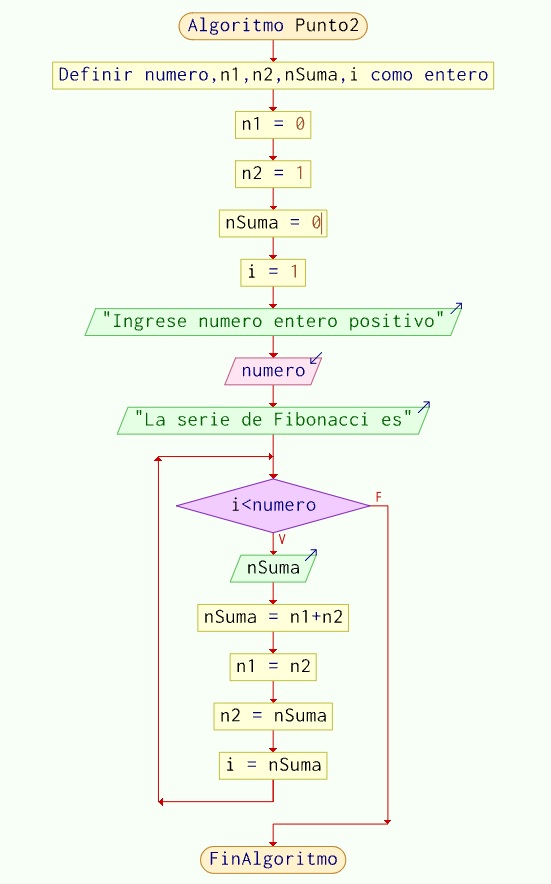 Algoritmo Punto2
Definir numero,n1,n2,nSuma,i como entero
n1 = 0
n2 = 1
nSuma = 0
i = 1
"Ingrese numero entero positivo"
numero
"La serie de Fibonacci es"
i<numero
F
V
nSuma
nSuma = n1+n2
n1 = n2
n2 = nSuma
i = nSuma
FinAlgoritmo